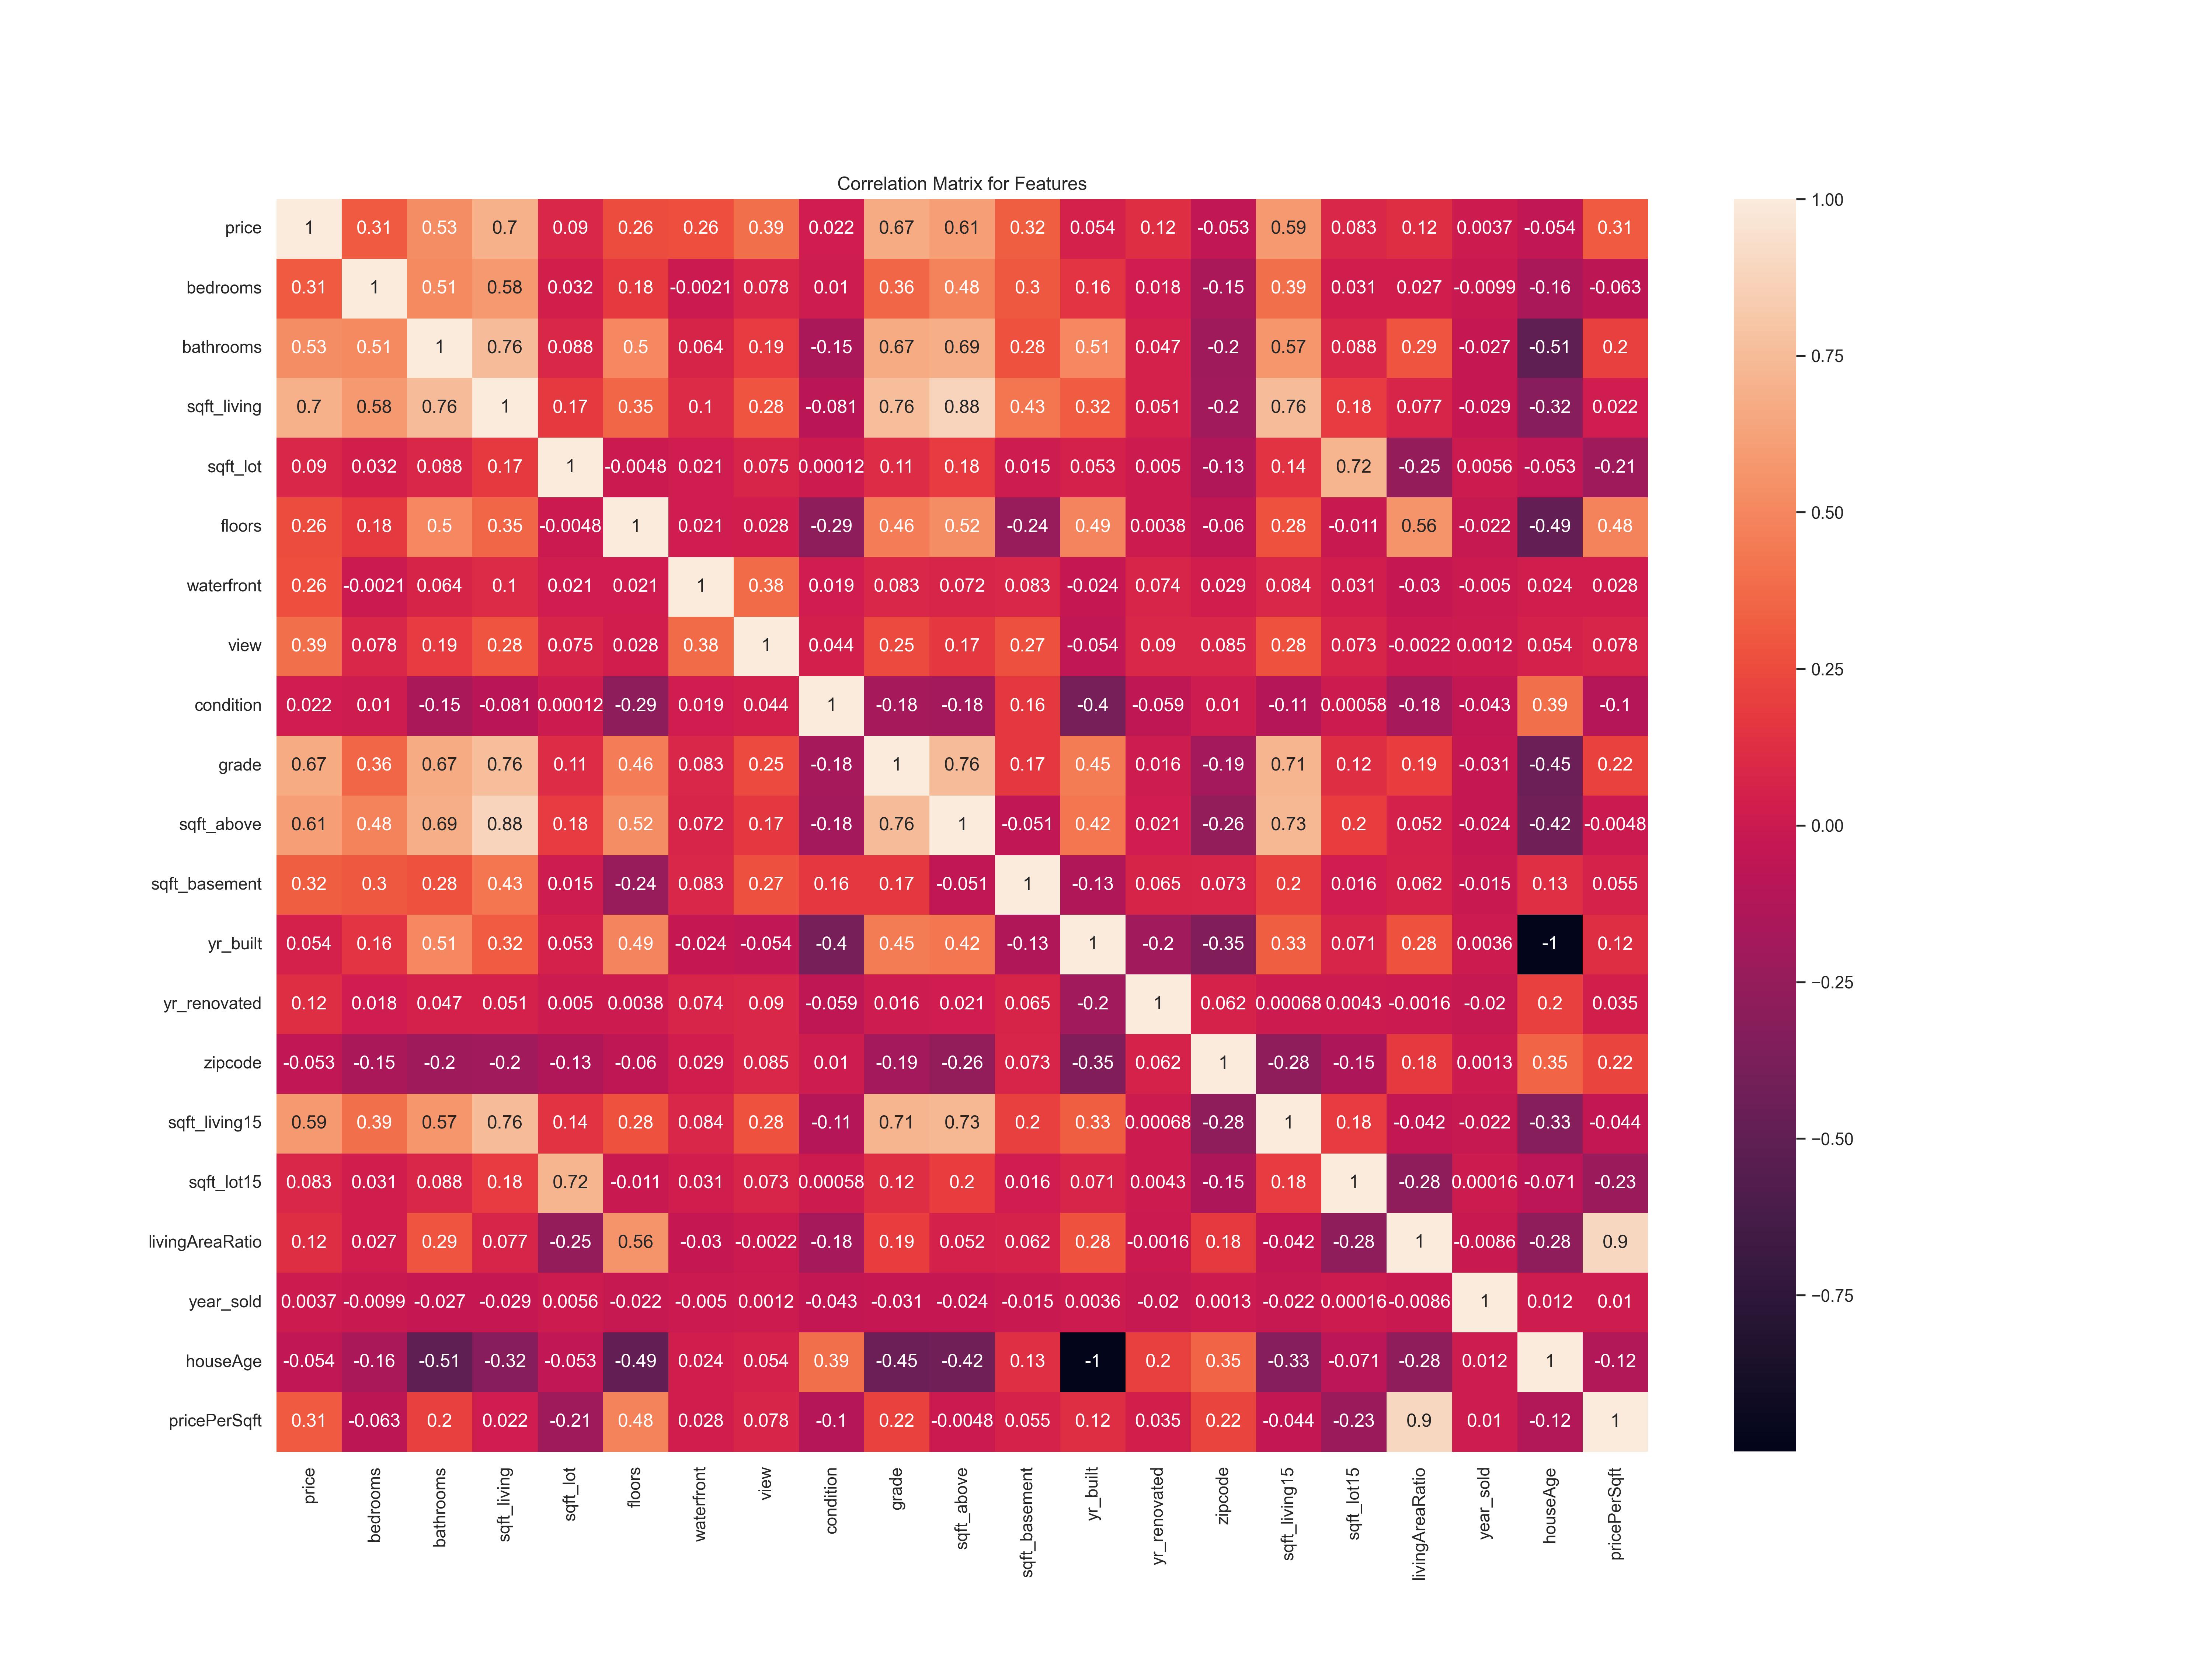 Correlation Matrix for Features
price 1 0.31 0.53 0.7 0.09 0.26 0.26 0.39 0.022 0.67 0.61 0.32 0.054 0.12 -0.053 0.59 0.083 0.12 0.0037 -0.054 0.31
bedrooms 0.31 1 0.51 0.58 0.032 0.18 -0.0021 0.078 0.01 0.36 0.48 0.3 0.16 0.018 -0.15 0.39 0.031 0.027 -0.0099 -0.16 -0.063
bathrooms 0.53 0.51 1 0.76 0.088 0.5 0.064 0.19 -0.15 0.67 0.69 0.28 0.51 0.047 -0.2 0.57 0.088 0.29 -0.027 -0.51 0.2
sqft_living 0.7 0.58 0.76 1 0.17 0.35 0.1 0.28 -0.081 0.76 0.88 0.43 0.32 0.051 -0.2 0.76 0.18 0.077 -0.029 -0.32 0.022
sqft_lot 0.09 0.032 0.088 0.17 1 -0.0048 0.021 0.075 0.00012 0.11 0.18 0.015 0.053 0.005 -0.13 0.14 0.72 -0.25 0.0056 -0.053 -0.21
floors 0.26 0.18 0.5 0.35 -0.0048 1 0.021 0.028 -0.29 0.46 0.52 -0.24 0.49 0.0038 -0.06 0.28 -0.011 0.56 -0.022 -0.49 0.48
waterfront 0.26 -0.0021 0.064 0.1 0.021 0.021 1 0.38 0.019 0.083 0.072 0.083 -0.024 0.074 0.029 0.084 0.031 -0.03 -0.005 0.024 0.028
view 0.39 0.078 0.19 0.28 0.075 0.028 0.38 1 0.044 0.25 0.17 0.27 -0.054 0.09 0.085 0.28 0.073 -0.0022 0.0012 0.054 0.078
condition 0.022 0.01 -0.15 -0.081 0.00012 -0.29 0.019 0.044 1 -0.18 -0.18 0.16 -0.4 -0.059 0.01 -0.11 0.00058 -0.18 -0.043 0.39 -0.1
grade 0.67 0.36 0.67 0.76 0.11 0.46 0.083 0.25 -0.18 1 0.76 0.17 0.45 0.016 -0.19 0.71 0.12 0.19 -0.031 -0.45 0.22
sqft_above 0.61 0.48 0.69 0.88 0.18 0.52 0.072 0.17 -0.18 0.76 1 -0.051 0.42 0.021 -0.26 0.73 0.2 0.052 -0.024 -0.42 -0.0048
sqft_basement 0.32 0.3 0.28 0.43 0.015 -0.24 0.083 0.27 0.16 0.17 -0.051 1 -0.13 0.065 0.073 0.2 0.016 0.062 -0.015 0.13 0.055
yr_built 0.054 0.16 0.51 0.32 0.053 0.49 -0.024 -0.054 -0.4 0.45 0.42 -0.13 1 -0.2 -0.35 0.33 0.071 0.28 0.0036 -1 0.12
yr_renovated 0.12 0.018 0.047 0.051 0.005 0.0038 0.074 0.09 -0.059 0.016 0.021 0.065 -0.2 1 0.062 0.00068 0.0043 -0.0016 -0.02 0.2 0.035
zipcode -0.053 -0.15 -0.2 -0.2 -0.13 -0.06 0.029 0.085 0.01 -0.19 -0.26 0.073 -0.35 0.062 1 -0.28 -0.15 0.18 0.0013 0.35 0.22
sqft_living15 0.59 0.39 0.57 0.76 0.14 0.28 0.084 0.28 -0.11 0.71 0.73 0.2 0.33 0.00068 -0.28 1 0.18 -0.042 -0.022 -0.33 -0.044
sqft_lot15 0.083 0.031 0.088 0.18 0.72 -0.011 0.031 0.073 0.00058 0.12 0.2 0.016 0.071 0.0043 -0.15 0.18 1 -0.28 0.00016 -0.071 -0.23
livingAreaRatio 0.12 0.027 0.29 0.077 -0.25 0.56 -0.03 -0.0022 -0.18 0.19 0.052 0.062 0.28 -0.0016 0.18 -0.042 -0.28 1 -0.0086 -0.28 0.9
year_sold 0.0037 -0.0099 -0.027 -0.029 0.0056 -0.022 -0.005 0.0012 -0.043 -0.031 -0.024 -0.015 0.0036 -0.02 0.0013 -0.022 0.00016 -0.0086 1 0.012 0.01
houseAge -0.054 -0.16 -0.51 -0.32 -0.053 -0.49 0.024 0.054 0.39 -0.45 -0.42 0.13 -1 0.2 0.35 -0.33 -0.071 -0.28 0.012 1 -0.12
pricePerSqft 0.31 -0.063 0.2 0.022 -0.21 0.48 0.028 0.078 -0.1 0.22 -0.0048 0.055 0.12 0.035 0.22 -0.044 -0.23 0.9 0.01 -0.12 1
price bedrooms bathrooms sqft_living sqft_lot floors waterfront view condition grade sqft_above sqft_basement yr_built yr_renovated zipcode sqft_living15 sqft_lot15 livingAreaRatio year_sold houseAge pricePerSqft
1.00
0.75
0.50
0.25
0.00
−0.25
−0.50
−0.75